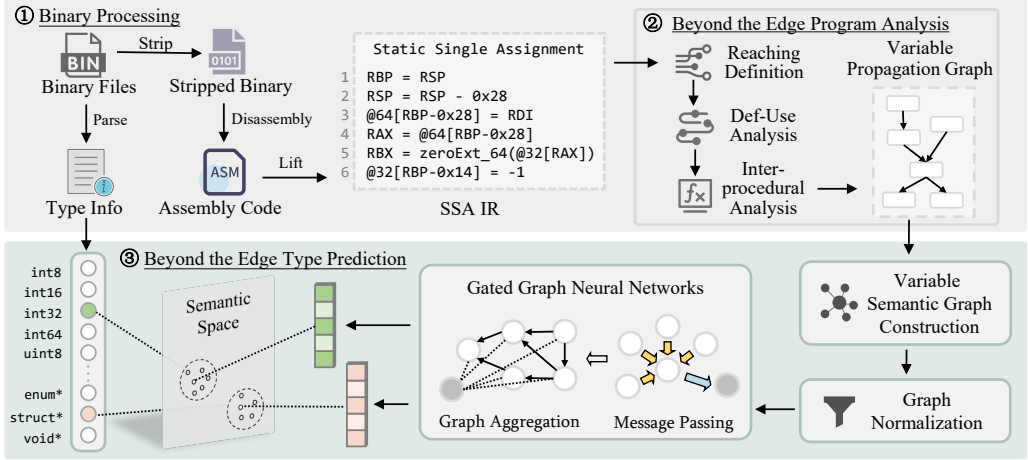 ① Binary Processing
BIN
Strip
0101
Binary Files
Stripped Binary
Parse
Disassembly
ASM
Lift
Type Info
Assembly Code
Static Single Assignment
1 RBP = RSP
2 RSP = RSP - 0x28
3 @64[RBP-0x28] = RDI
4 RAX = @64[RBP-0x28]
5 RBX = zeroExt_64(@32[RAX])
6 @32[RBP-0x14] = -1
SSA IR
② Beyond the Edge Program Analysis
Reaching
Definition
Def-Use
Analysis
fx
Inter-
procedural
Analysis
Variable
Propagation Graph
③ Beyond the Edge Type Prediction
int8
int16
int32
int64
uint8
enum*
struct*
void*
Semantic
Space
Gated Graph Neural Networks
Graph Aggregation
Message Passing
Variable
Semantic Graph
Construction
Graph
Normalization